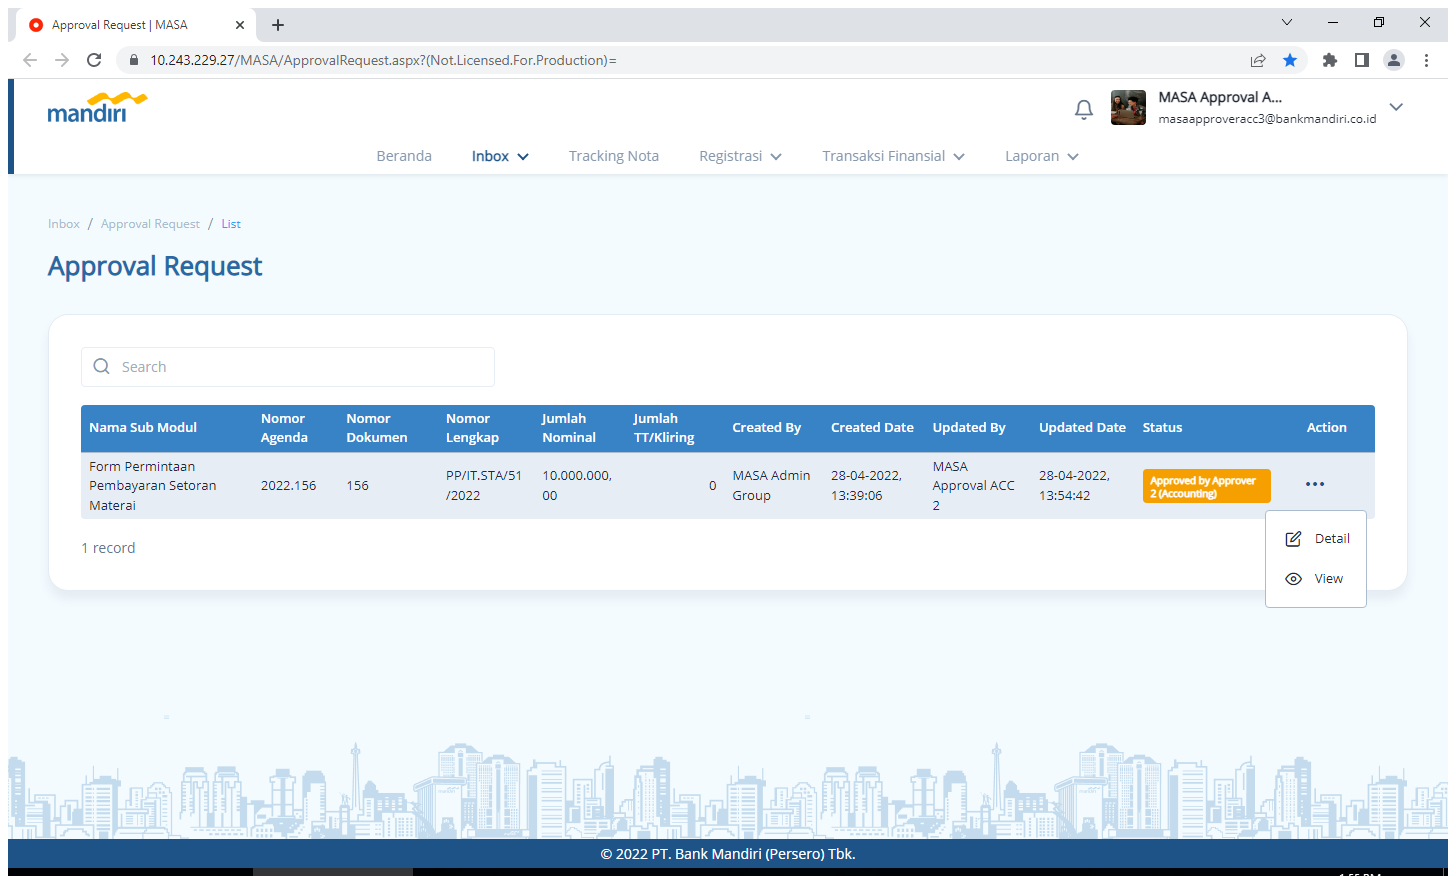 Approval Request | MASA
10.243.229.27/MASA/ApprovalRequest.aspx?(Not.Licensed.For.Production)=
mandiri
MASA Approval A...
masaapproveracc3@bankmandiri.co.id
Beranda Inbox Tracking Nota Registrasi Transaksi Finansial Laporan
Inbox / Approval Request / List
Approval Request
Search
Nama Sub Modul
Nomor
Agenda
Nomor
Dokumen
Nomor
Lengkap
Jumlah
Nominal
Jumlah
TT/Kliring
Created By
Created Date
Updated By
Updated Date
Status
Action
Form Permintaan
Pembayaran Setoran
Materai
2022.156
156
PP/IT.STA/51
/2022
10.000.000,
00
0
MASA Admin
Group
28-04-2022,
13:39:06
MASA
Approval ACC
2
28-04-2022,
13:54:42
Approved by Approver
2 (Accounting)
Detail
View
1 record
© 2022 PT. Bank Mandiri (Persero) Tbk.